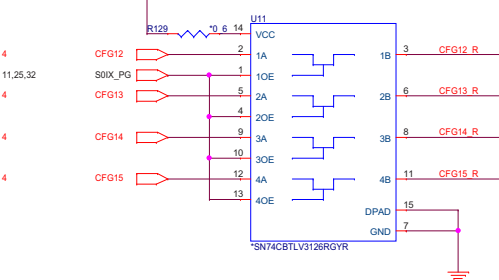 U11
R129 *0_6 14 VCC
4 CFG12 2 1A 1B 3 CFG12_R
11,25,32 S0IX_PG 1 1OE
4 CFG13 5 2A 2B 6 CFG13_R
4 2OE
4 CFG14 9 3A 3B 8 CFG14_R
10 3OE
4 CFG15 12 4A 4B 11 CFG15_R
13 4OE
DPAD 15
GND 7
*SN74CBTLV3126RGYR